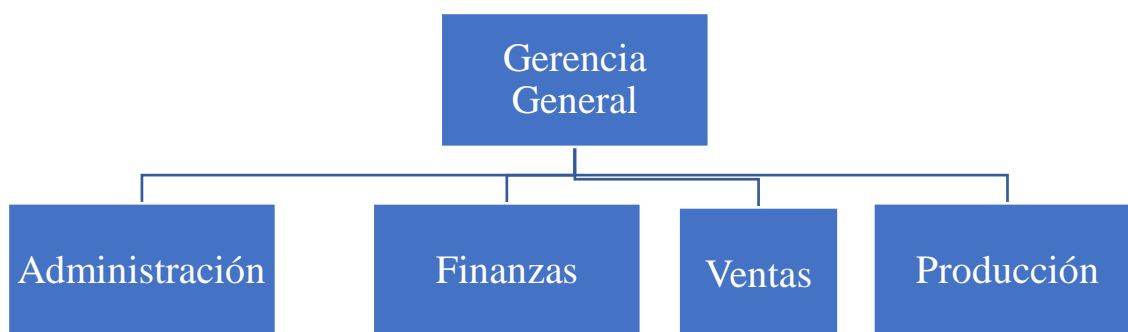 Gerencia
General
Administración
Finanzas
Ventas
Producción